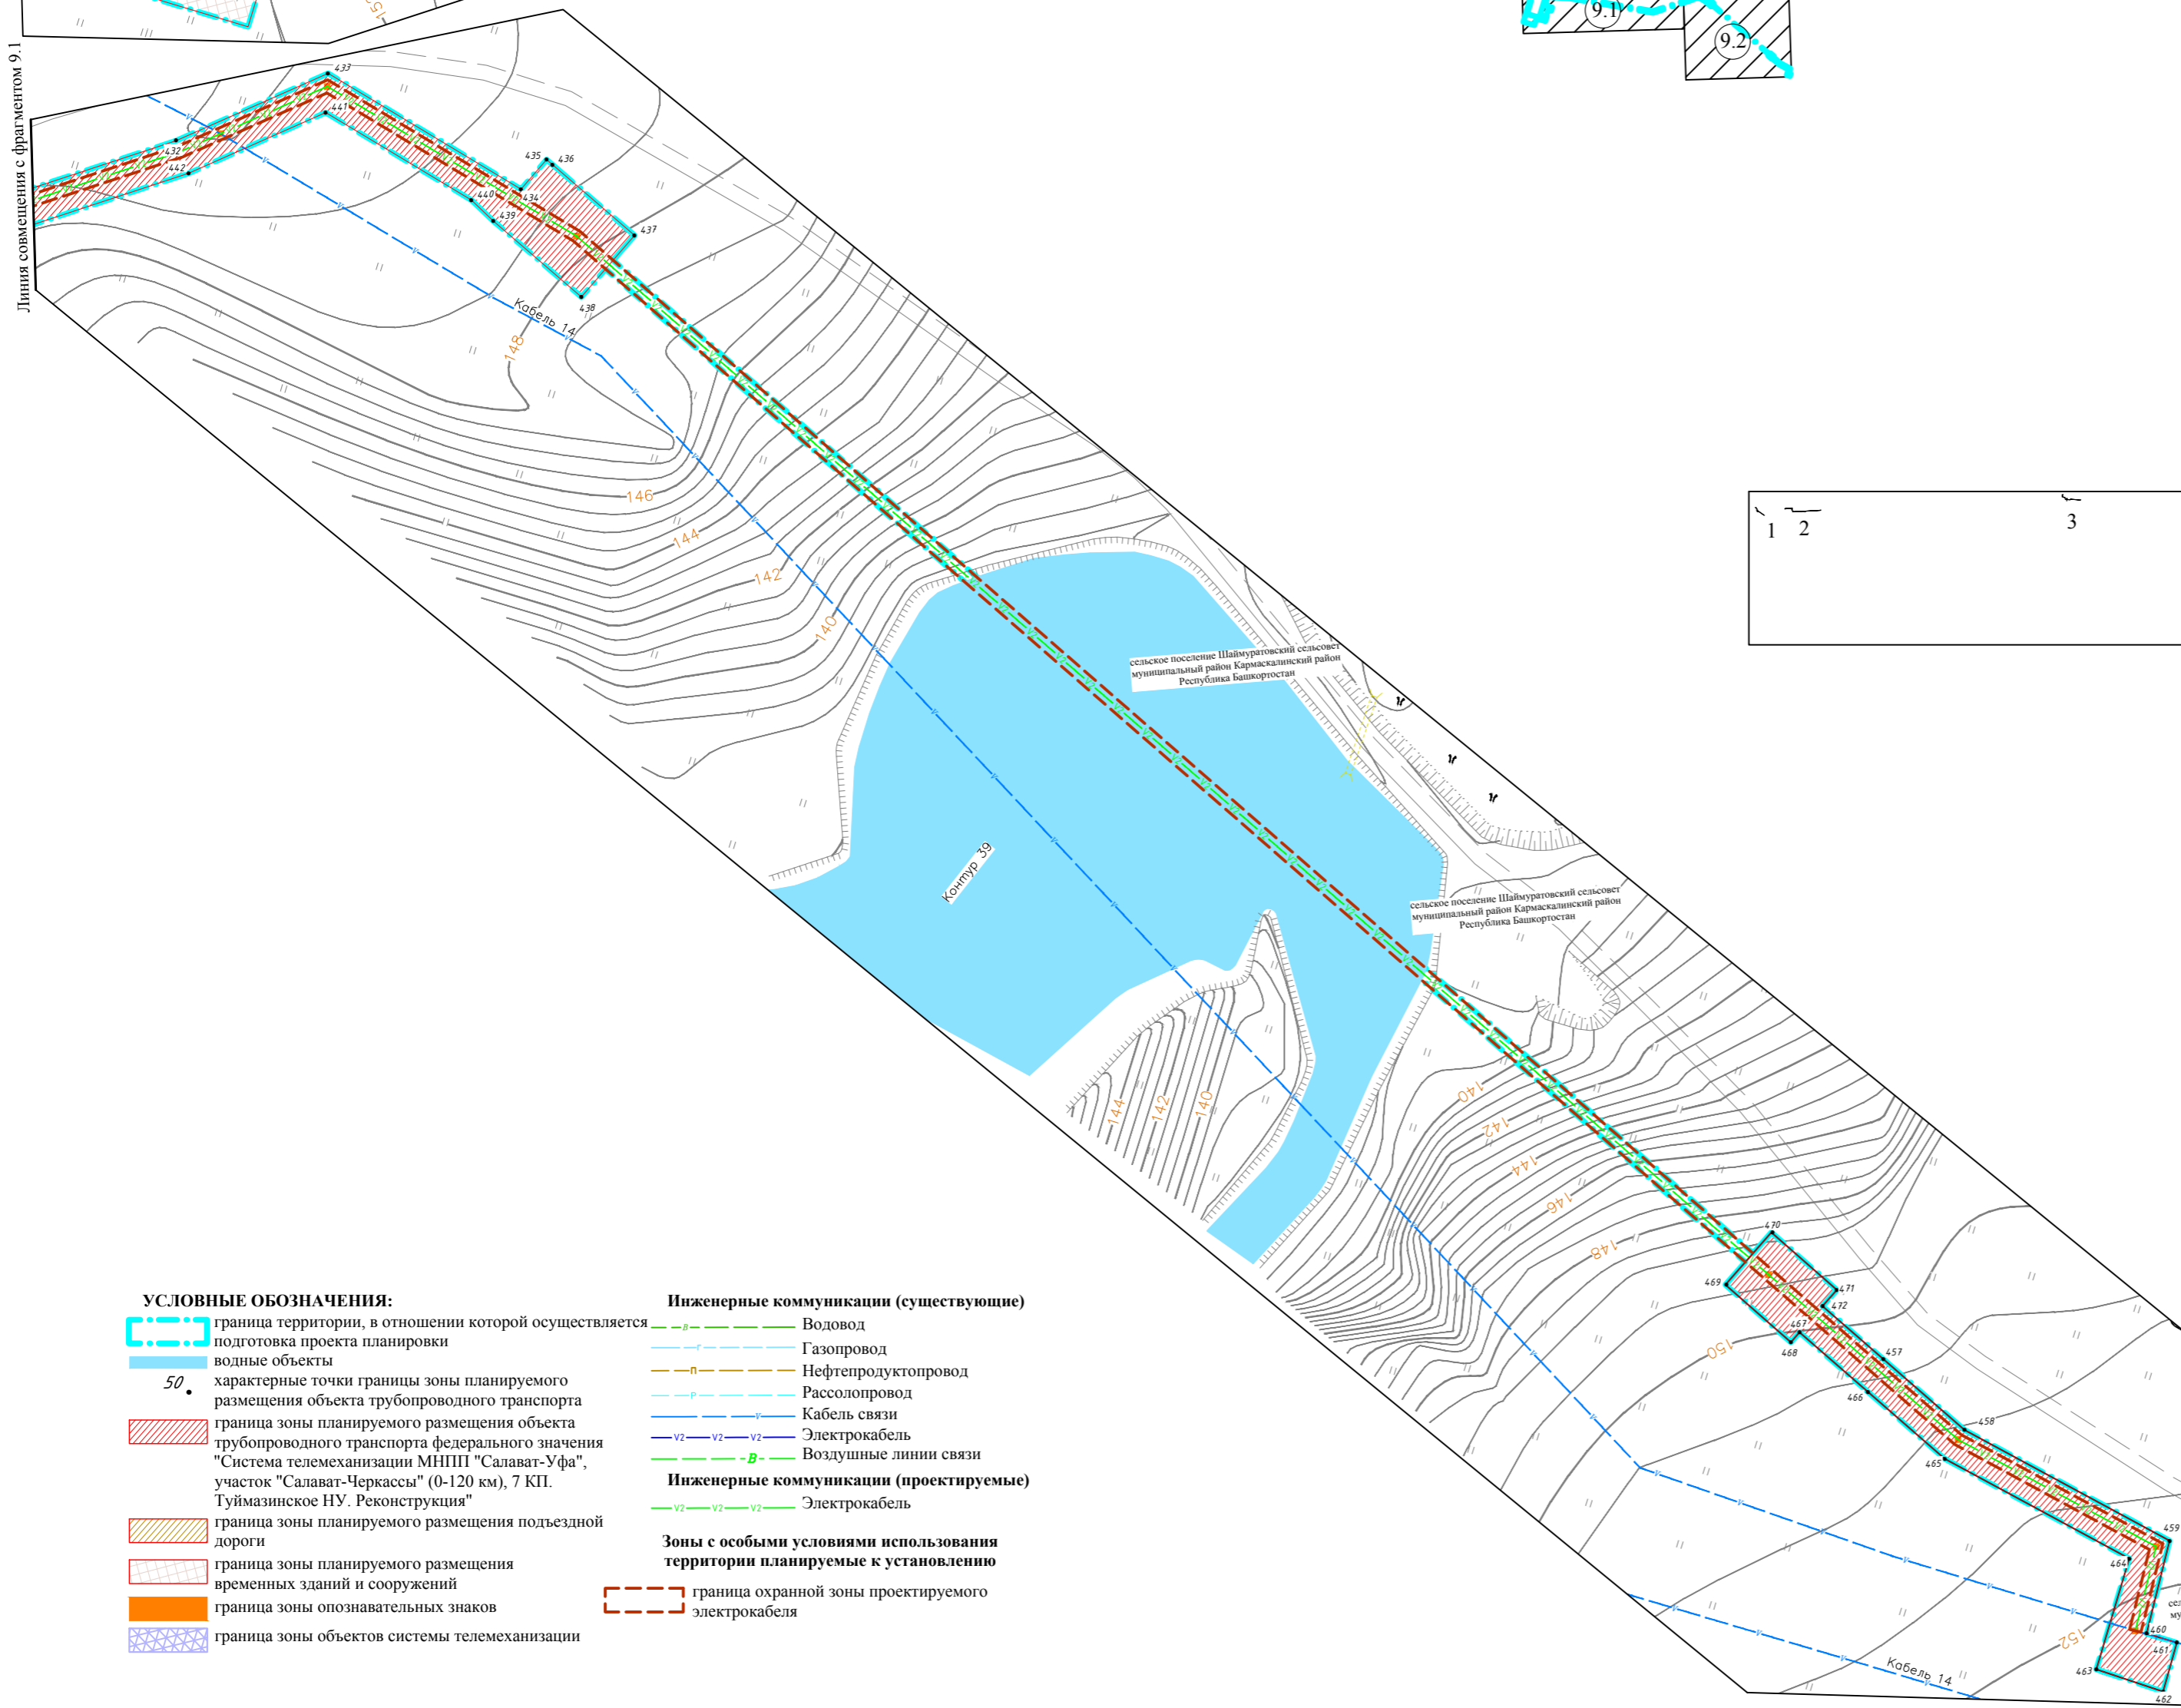 152
9.1
9.2
Линия совмещения с фрагментом 9.1
433
441
432
442
435
436
434
440
439
437
438
Кабель 14
148
146
144
142
140
1
2
3
сельское поселение Шаймуратовский сельсовет
муниципальный район Кармаскалинский район
Республика Башкортостан
Контур 39
сельское поселение Шаймуратовский сельсовет
муниципальный район Кармаскалинский район
Республика Башкортостан
144
142
140
140
142
144
146
148
150
152
470
469
471
472
467
468
457
466
458
465
459
464
460
461
463
462
Кабель 14
УСЛОВНЫЕ ОБОЗНАЧЕНИЯ:
граница территории, в отношении которой осуществляется
подготовка проекта планировки
водные объекты
50
характерные точки границы зоны планируемого
размещения объекта трубопроводного транспорта
граница зоны планируемого размещения объекта
трубопроводного транспорта федерального значения
"Система телемеханизации МНПП "Салават-Уфа",
участок "Салават-Черкассы" (0-120 км), 7 КП.
Туймазинское НУ. Реконструкция"
граница зоны планируемого размещения подъездной
дороги
граница зоны планируемого размещения
временных зданий и сооружений
граница зоны опознавательных знаков
граница зоны объектов системы телемеханизации
Инженерные коммуникации (существующие)
В Водовод
Г Газопровод
П Нефтепродуктопровод
Р Рассолопровод
V Кабель связи
V2 V2 V2 Электрокабель
В Воздушные линии связи
Инженерные коммуникации (проектируемые)
V2 V2 V2 Электрокабель
Зоны с особыми условиями использования
территории планируемые к установлению
граница охранной зоны проектируемого
электрокабеля